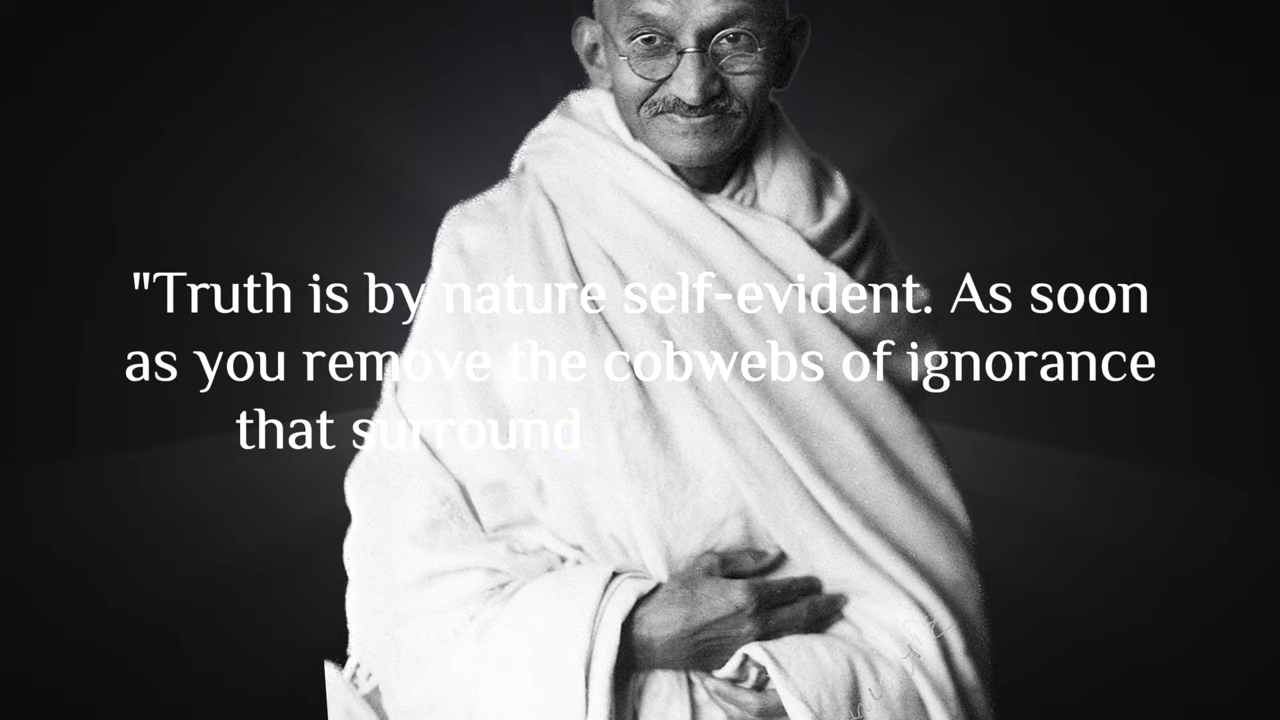 "Truth is by nature self-evident. As soon
as you remove the cobwebs of ignorance
that surround